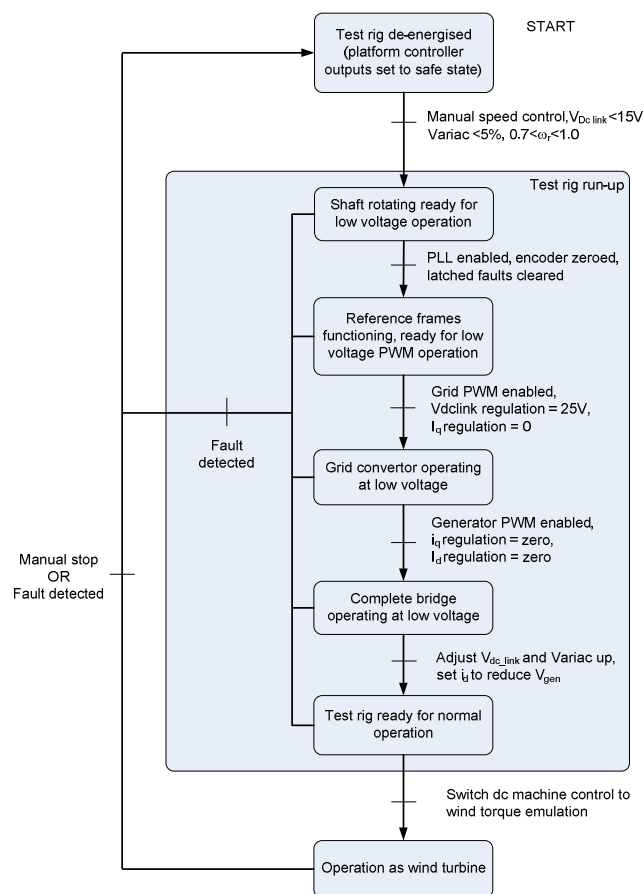 START
Test rig de-energised
(platform controller
outputs set to safe state)
Manual speed control,VDc link<15V
Variac<5%, 0.7<ωr<1.0
Test rig run-up
Shaft rotating ready for
low voltage operation
PLL enabled, encoder zeroed,
latched faults cleared
Reference frames
functioning, ready for low
voltage PWM operation
Grid PWM enabled,
Vdclink regulation = 25V,
Iq regulation = 0
Fault
detected
Grid convertor operating
at low voltage
Generator PWM enabled,
iq regulation = zero,
Id regulation = zero
Manual stop
OR
Fault detected
Complete bridge
operating at low voltage
Adjust Vdc_link and Variac up,
set id to reduce Vgen
Test rig ready for normal
operation
Switch dc machine control to
wind torque emulation
Operation as wind turbine